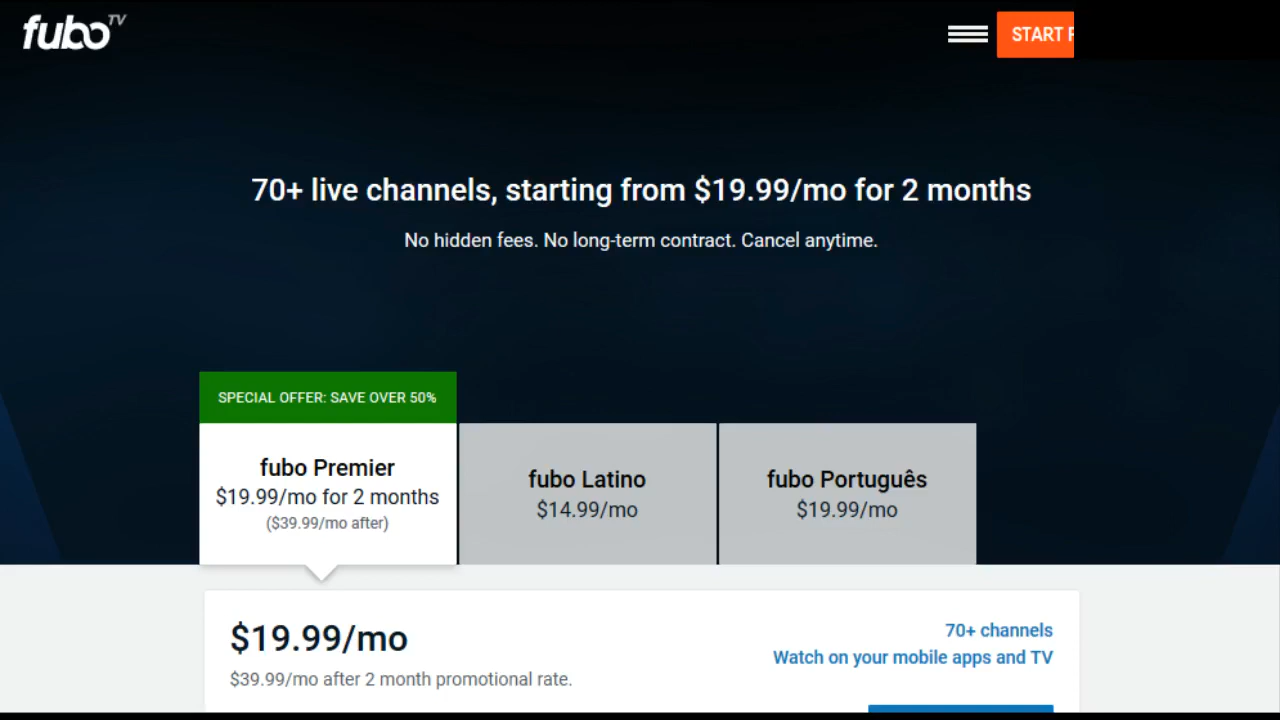 fubo TV
START
70+ live channels, starting from $19.99/mo for 2 months
No hidden fees. No long-term contract. Cancel anytime.
SPECIAL OFFER: SAVE OVER 50%
fubo Premier
$19.99/mo for 2 months
($39.99/mo after)
fubo Latino
$14.99/mo
fubo Português
$19.99/mo
$19.99/mo
$39.99/mo after 2 month promotional rate.
70+ channels
Watch on your mobile apps and TV